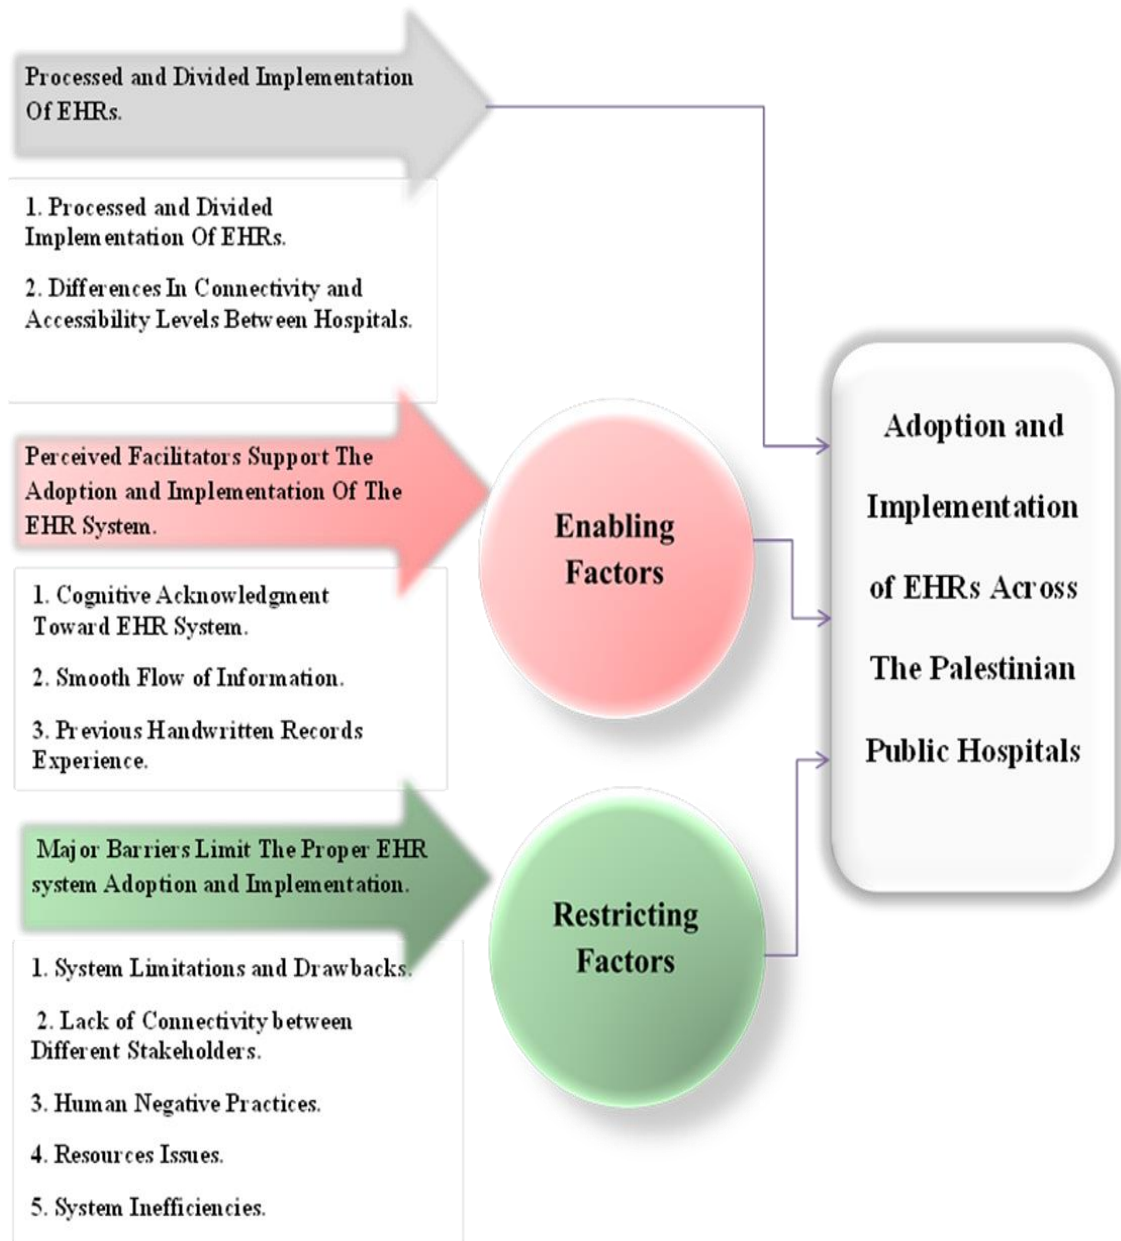 Processed and Divided Implementation
Of EHRs.
1. Processed and Divided
Implementation Of EHRs.
2. Differences In Connectivity and
Accessibility Levels Between Hospitals.
Perceived Facilitators Support The
Adoption and Implementation Of The
EHR System.
1. Cognitive Acknowledgment
Toward EHR System.
2. Smooth Flow of Information.
3. Previous Handwritten Records
Experience.
Enabling
Factors
Major Barriers Limit The Proper EHR
system Adoption and Implementation.
1. System Limitations and Drawbacks.
2. Lack of Connectivity between
Different Stakeholders.
3. Human Negative Practices.
4. Resources Issues.
5. System Inefficiencies.
Restricting
Factors
Adoption and
Implementation
of EHRs Across
The Palestinian
Public Hospitals